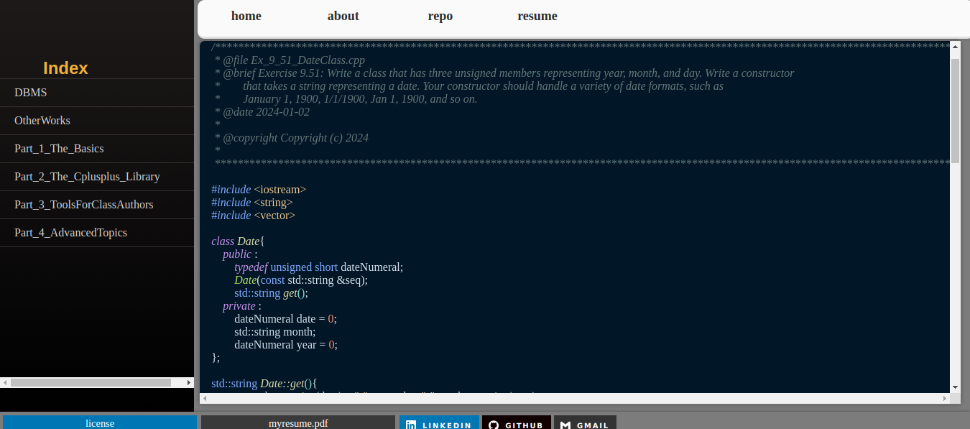 home about repo resume
Index
DBMS
OtherWorks
Part_1_The_Basics
Part_2_The_Cplusplus_Library
Part_3_ToolsForClassAuthors
Part_4_AdvancedTopics
/*******************************************************************************************************************************
* @file Ex_9_51_DateClass.cpp
* @brief Exercise 9.51: Write a class that has three unsigned members representing year, month, and day. Write a constructor
* that takes a string representing a date. Your constructor should handle a variety of date formats, such as
* January 1, 1900, 1/1/1900, Jan 1, 1900, and so on.
* @date 2024-01-02
*
* @copyright Copyright (c) 2024
*
*******************************************************************************************************************************
#include <iostream>
#include <string>
#include <vector>
class Date{
public :
typedef unsigned short dateNumeral;
Date(const std::string &seq);
std::string get();
private :
dateNumeral date = 0;
std::string month;
dateNumeral year = 0;
};
std::string Date::get(){
license myresume.pdf LINKEDIN GITHUB GMAIL